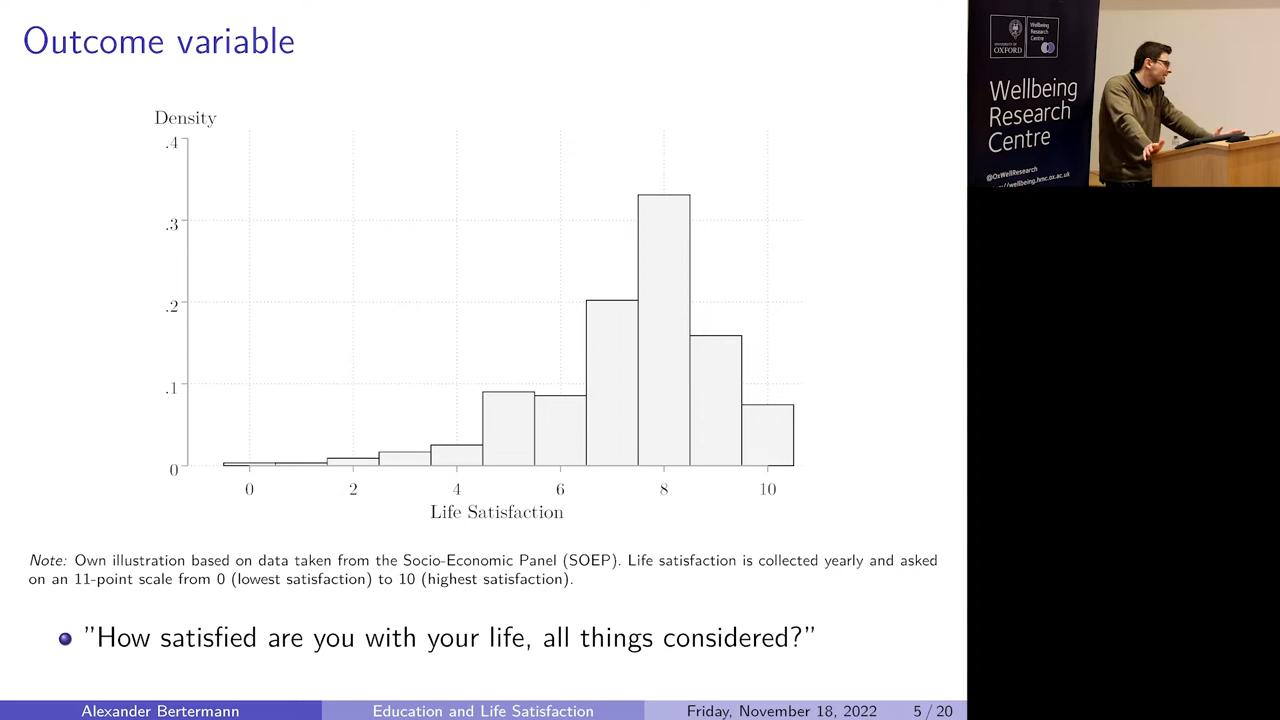 Outcome variable
Density
.4
.3
.2
.1
0
0 2 4 6 8 10
Life Satisfaction
Note: Own illustration based on data taken from the Socio-Economic Panel (SOEP). Life satisfaction is collected yearly and asked
on an 11-point scale from 0 (lowest satisfaction) to 10 (highest satisfaction).
”How satisfied are you with your life, all things considered?”
Alexander Bertermann Education and Life Satisfaction Friday, November 18, 2022 5 / 20
UNIVERSITY OF
OXFORD
Wellbeing
Research
Centre
Wellbeing
Research
Centre
@OxWellResearch
//wellbeing.hmc.ox.ac.uk